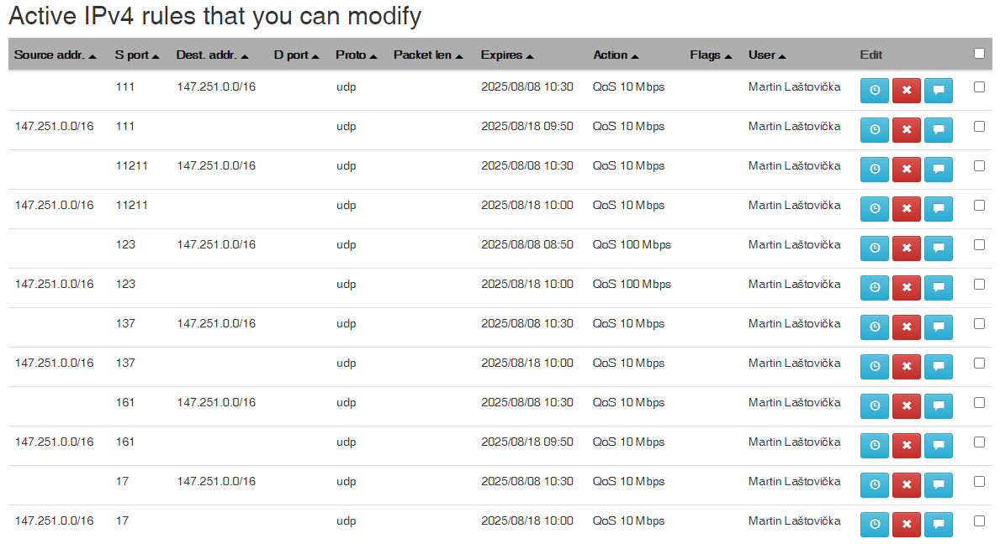 Active IPv4 rules that you can modify
Source addr. S port Dest. addr. D port Proto Packet len Expires Action Flags User Edit
111 147.251.0.0/16 udp 2025/08/08 10:30 QoS 10 Mbps Martin Laštovička
147.251.0.0/16 111 udp 2025/08/18 09:50 QoS 10 Mbps Martin Laštovička
11211 147.251.0.0/16 udp 2025/08/08 10:30 QoS 10 Mbps Martin Laštovička
147.251.0.0/16 11211 udp 2025/08/18 10:00 QoS 10 Mbps Martin Laštovička
123 147.251.0.0/16 udp 2025/08/08 08:50 QoS 100 Mbps Martin Laštovička
147.251.0.0/16 123 udp 2025/08/18 10:00 QoS 100 Mbps Martin Laštovička
137 147.251.0.0/16 udp 2025/08/08 10:30 QoS 10 Mbps Martin Laštovička
147.251.0.0/16 137 udp 2025/08/18 10:00 QoS 10 Mbps Martin Laštovička
161 147.251.0.0/16 udp 2025/08/08 10:30 QoS 10 Mbps Martin Laštovička
147.251.0.0/16 161 udp 2025/08/18 09:50 QoS 10 Mbps Martin Laštovička
17 147.251.0.0/16 udp 2025/08/08 10:30 QoS 10 Mbps Martin Laštovička
147.251.0.0/16 17 udp 2025/08/18 10:00 QoS 10 Mbps Martin Laštovička